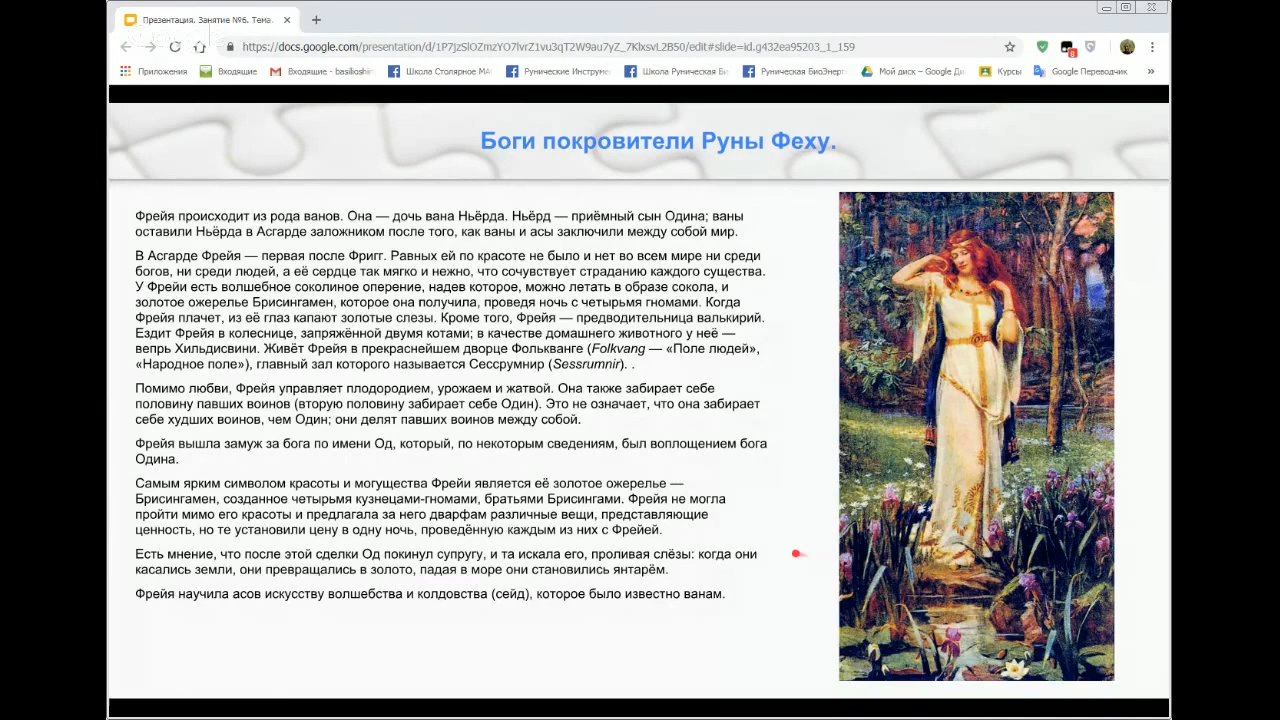 Презентация. Занятие №6. Тема.
https://docs.google.com/presentation/d/1P7JzSlOZmzYO7lvrZ1vu3qT2W9au7yZ_7KlxsvL2B50/edit#slide=id.g432ea95203_1_159
8
Приложения Входящие Входящие - basilioshin Школа Столярное МА Рунические Инструме Школа Руническая Би Руническая БиоЭнерг Мой диск – Google Ди Курсы Google Переводчик »
Боги покровители Руны Феху.
Фрейя происходит из рода ванов. Она — дочь вана Ньёрда. Ньёрд — приёмный сын Одина; ваны
оставили Ньёрда в Асгарде заложником после того, как ваны и асы заключили между собой мир.
В Асгарде Фрейя — первая после Фригг. Равных ей по красоте не было и нет во всем мире ни среди
богов, ни среди людей, а её сердце так мягко и нежно, что сочувствует страданию каждого существа.
У Фрейи есть волшебное соколиное оперение, надев которое, можно летать в образе сокола, и
золотое ожерелье Брисингамен, которое она получила, проведя ночь с четырьмя гномами. Когда
Фрейя плачет, из её глаз капают золотые слезы. Кроме того, Фрейя — предводительница валькирий.
Ездит Фрейя в колеснице, запряжённой двумя котами; в качестве домашнего животного у неё —
вепрь Хильдисвини. Живёт Фрейя в прекраснейшем дворце Фолькванге (Folkvang — «Поле людей»,
«Народное поле»), главный зал которого называется Сессрумнир (Sessrumnir). .
Помимо любви, Фрейя управляет плодородием, урожаем и жатвой. Она также забирает себе
половину павших воинов (вторую половину забирает себе Один). Это не означает, что она забирает
себе худших воинов, чем Один; они делят павших воинов между собой.
Фрейя вышла замуж за бога по имени Од, который, по некоторым сведениям, был воплощением бога
Одина.
Самым ярким символом красоты и могущества Фрейи является её золотое ожерелье —
Брисингамен, созданное четырьмя кузнецами-гномами, братьями Брисингами. Фрейя не могла
пройти мимо его красоты и предлагала за него дварфам различные вещи, представляющие
ценность, но те установили цену в одну ночь, проведённую каждым из них с Фрейей.
Есть мнение, что после этой сделки Од покинул супругу, и та искала его, проливая слёзы: когда они
касались земли, они превращались в золото, падая в море они становились янтарём.
Фрейя научила асов искусству волшебства и колдовства (сейд), которое было известно ванам.